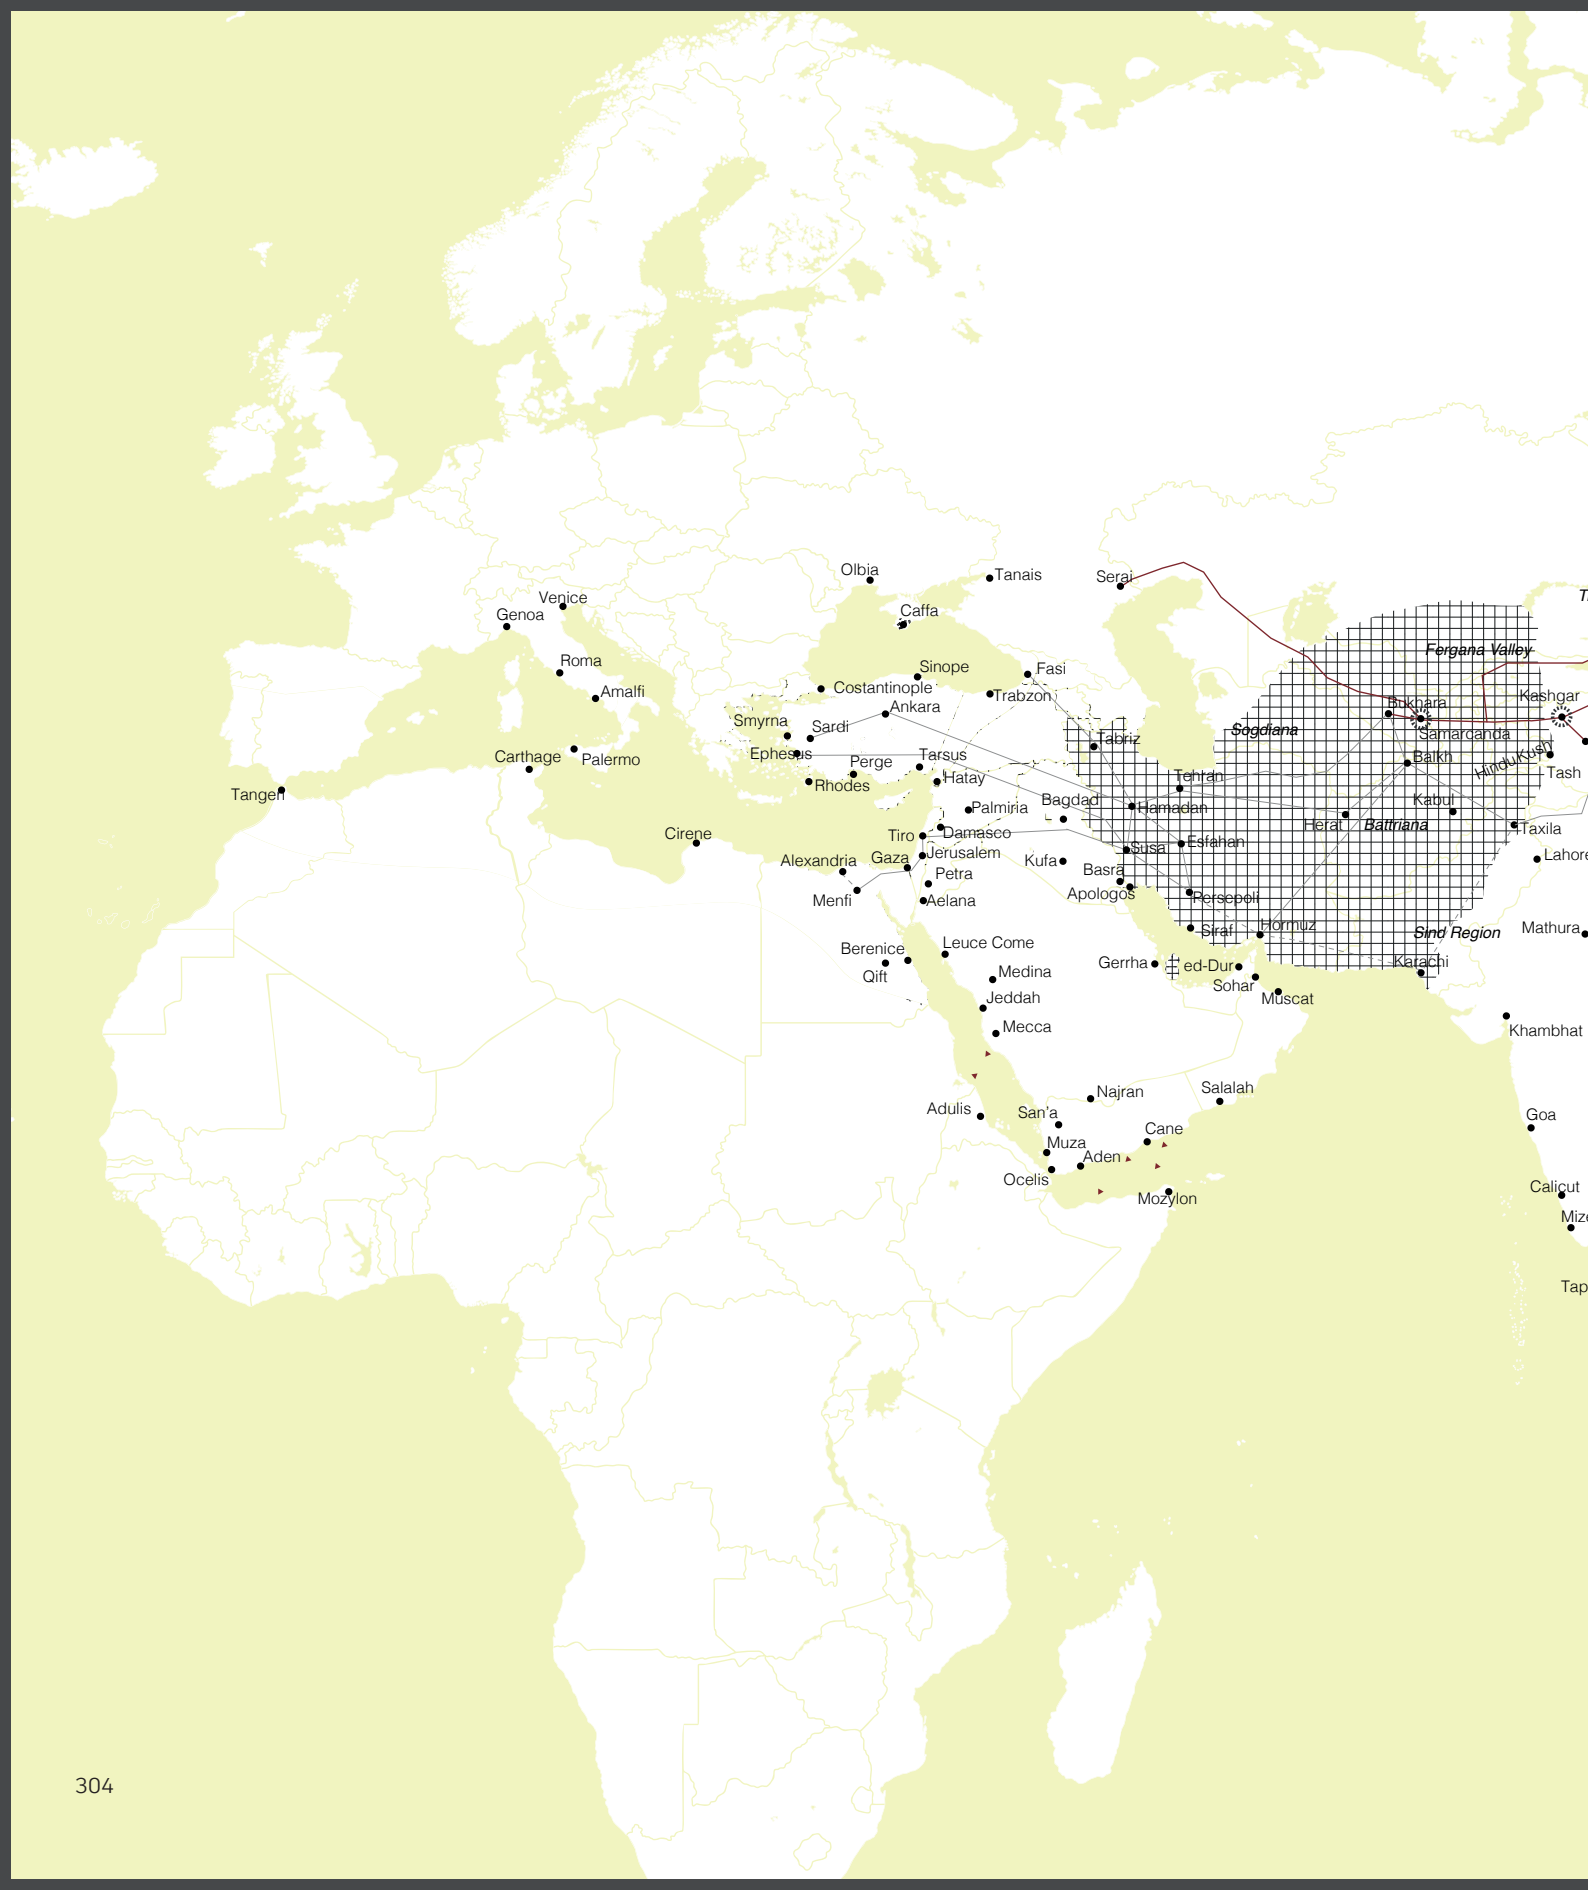 Olbia
Tanais
Serai
Venice
Genoa
Caffa
Fergana Valley
Roma
Sinope
Fasi
Amalfi
Costantinople
Trabzon
Kashgar
Ankara
Bukhara
Smyrna
Sardi
Tabriz
Sogdiana
Samarcanda
Ephesus
Tarsus
Carthage
Palermo
Perge
Hatay
Tehran
Balkh
HinduKush
Tash
Tangeri
Rhodes
Palmiria
Bagdad
Hamadan
Kabul
Cirene
Tiro
Damasco
Herat
Battriana
Taxila
Alexandria
Gaza
Jerusalem
Kufa
Susa
Esfahan
Lahore
Petra
Basra
Menfi
Aelana
Apologos
Persepoli
Siraf
Hormuz
Sind Region
Mathura
Berenice
Leuce Come
Gerrha
ed-Dur
Karachi
Qift
Medina
Sohar
Jeddah
Muscat
Mecca
Khambhat
Najran
Salalah
Adulis
San'a
Cane
Goa
Muza
Aden
Ocelis
Mozylon
Calicut
Mize
Tap
304